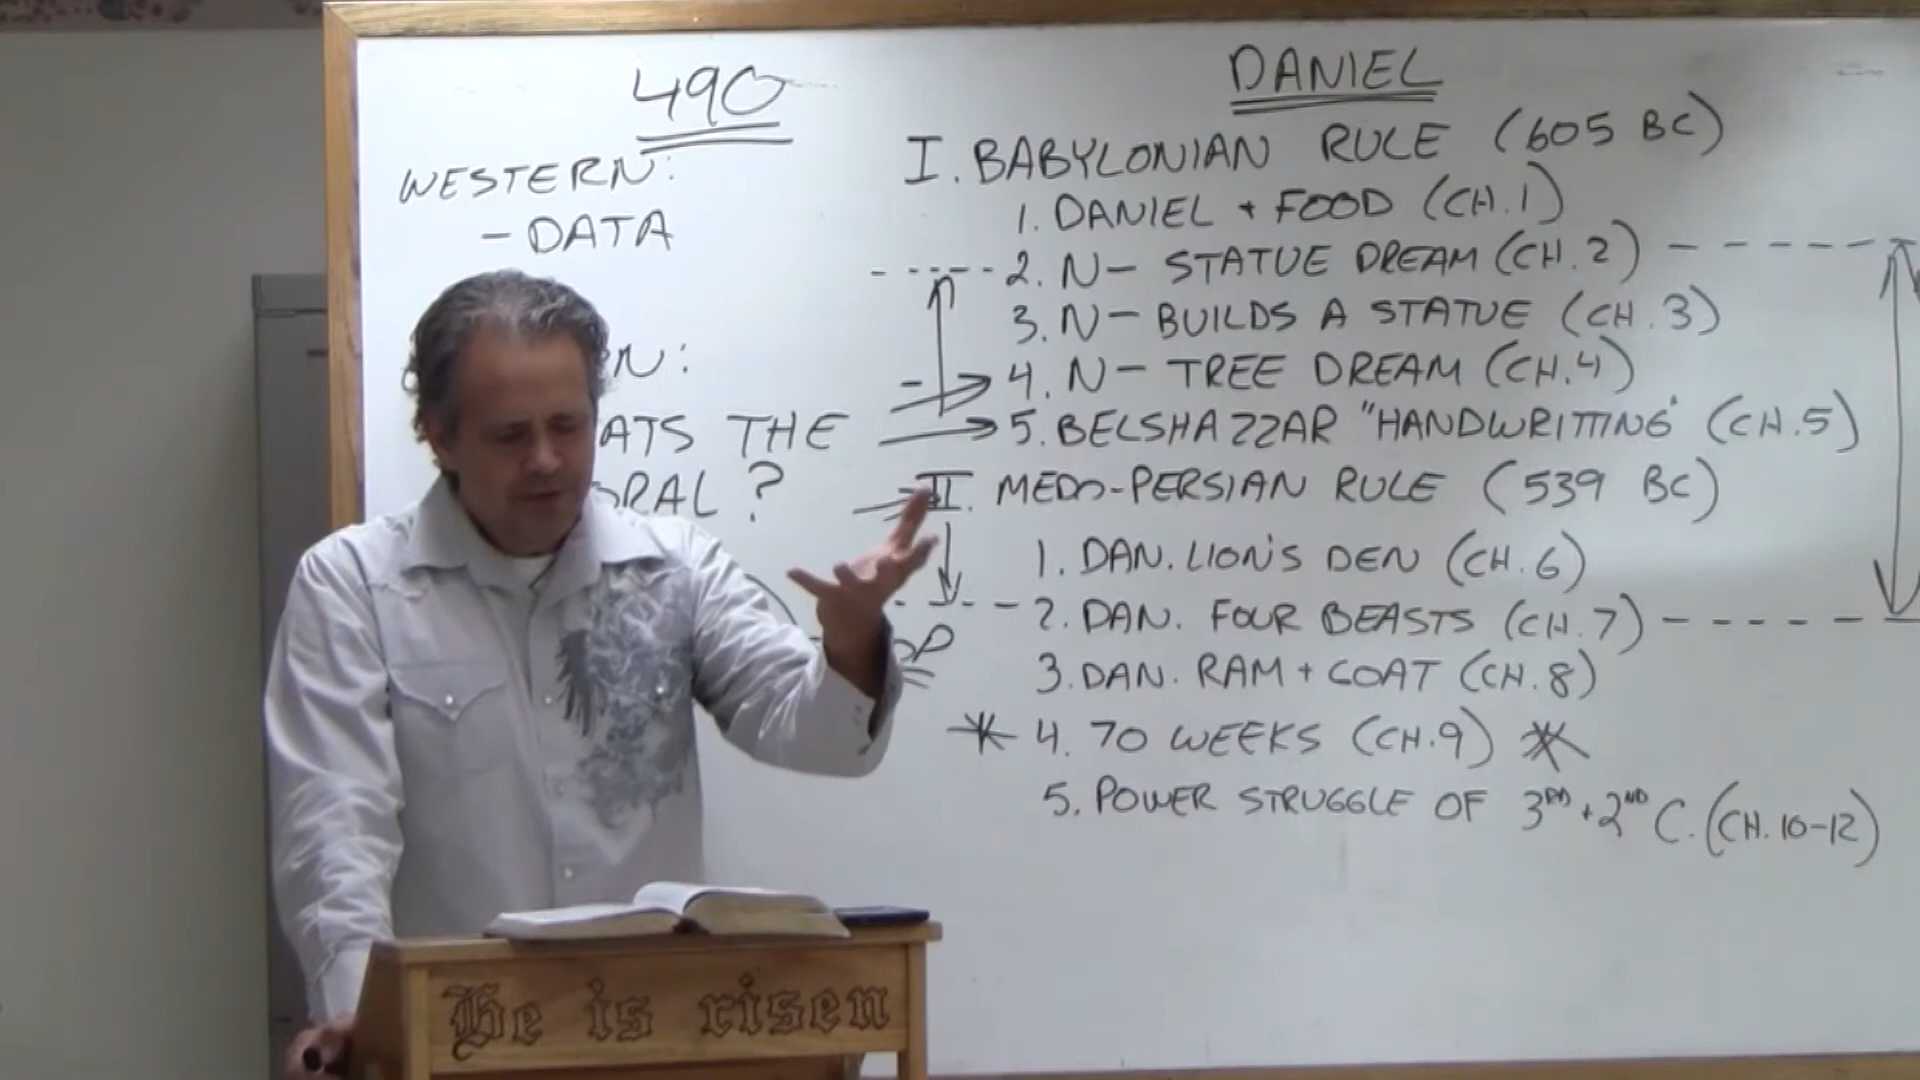 490
WESTERN:
- DATA
N:
ATS THE
ORAL?
DANIEL
I. BABYLONIAN RULE (605 BC)
1. DANIEL + FOOD (CH. 1)
2. N- STATUE DREAM (CH. 2)
3. N- BUILDS A STATUE (CH. 3)
4. N- TREE DREAM (CH. 4)
5. BELSHAZZAR "HANDWRITTING" (CH. 5)
II. MEDO-PERSIAN RULE (539 BC)
1. DAN. LION'S DEN (CH. 6)
2. DAN. FOUR BEASTS (CH. 7)
3. DAN. RAM + GOAT (CH. 8)
* 4. 70 WEEKS (CH. 9) *
5. POWER STRUGGLE OF 3RD + 2ND C. (CH. 10-12)
He is risen